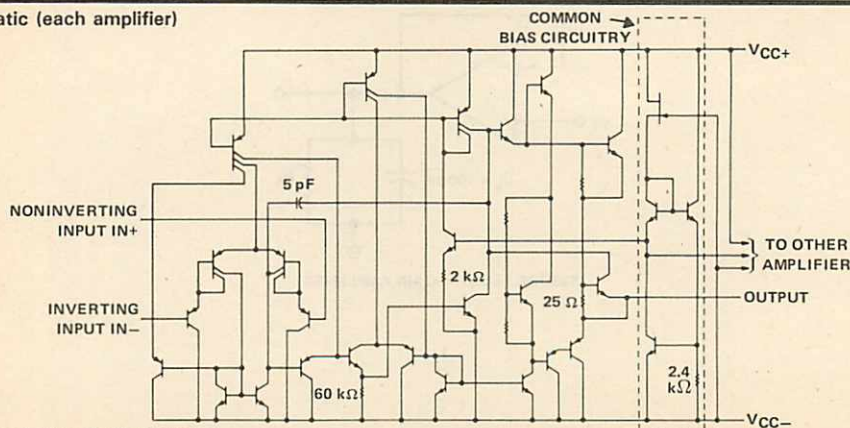 atic (each amplifier)
COMMON
BIAS CIRCUITRY
VCC+
5 pF
NONINVERTING
INPUT IN+
TO OTHER
AMPLIFIER
2 kΩ
25 Ω
OUTPUT
INVERTING
INPUT IN−
60 kΩ
2.4
kΩ
VCC−